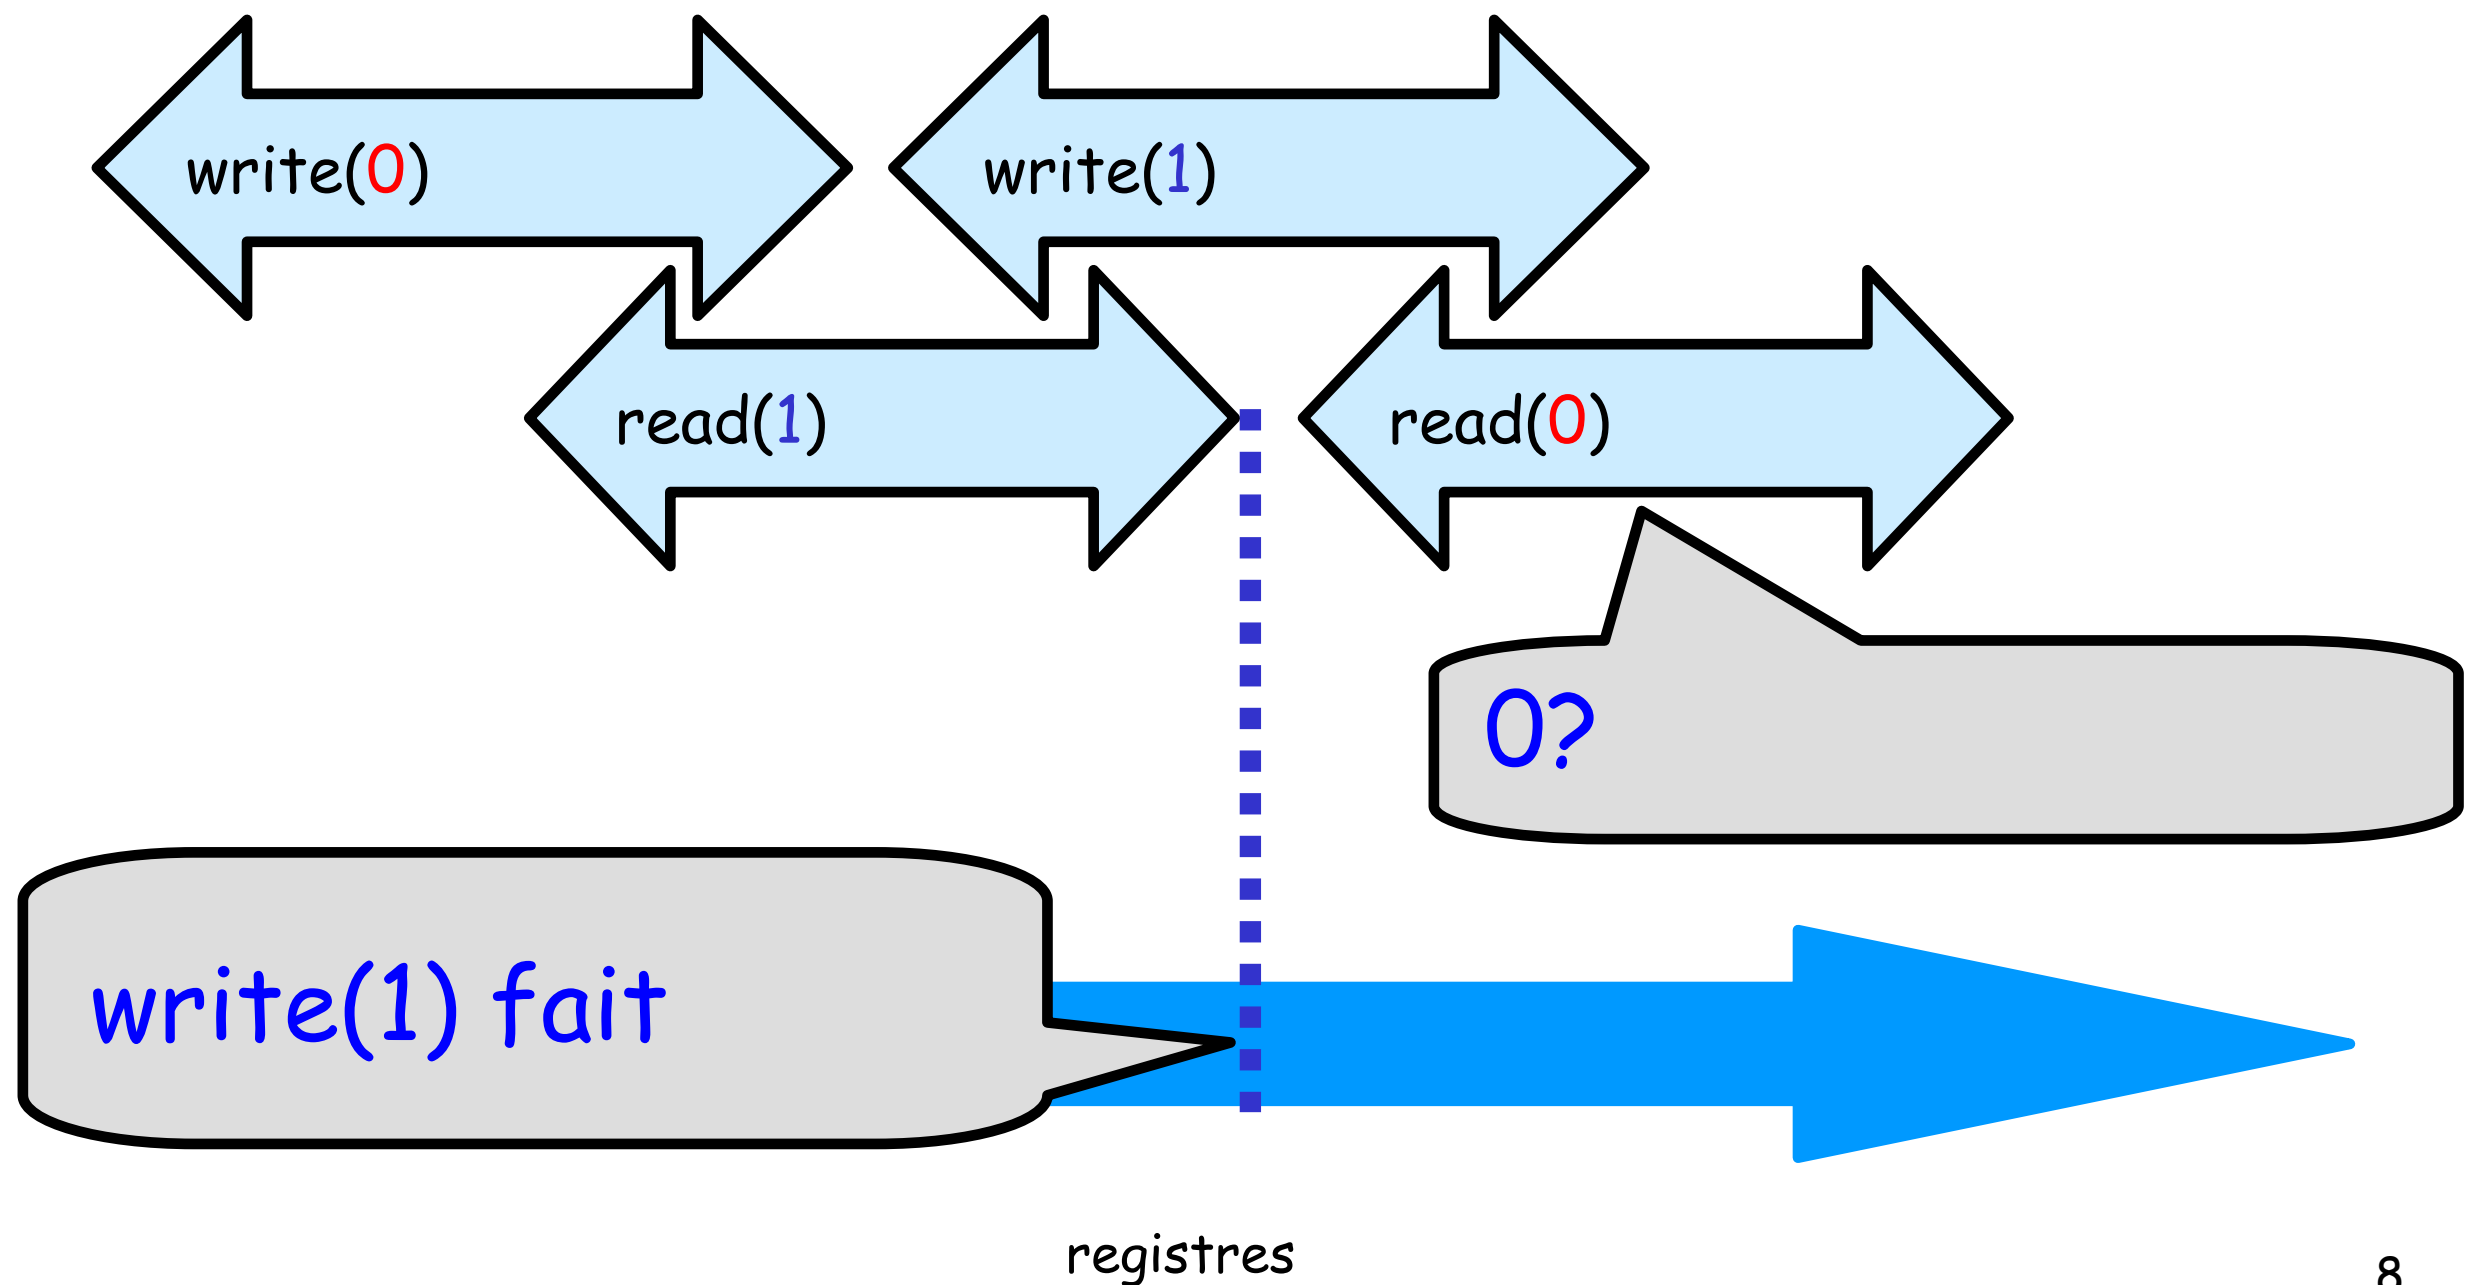 write(0)
write(1)
read(1)
read(0)
0?
write(1) fait
registres
8